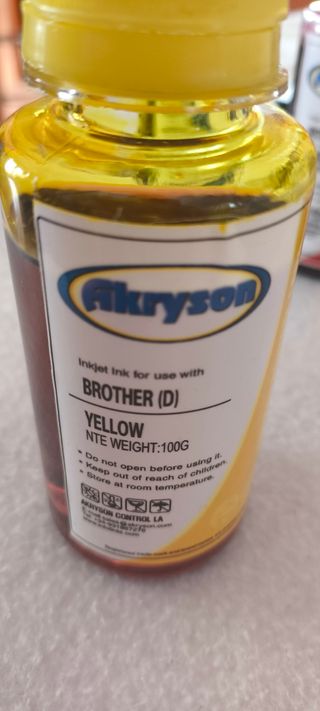 Akryson
Inkjet Ink for use with
BROTHER (D)
YELLOW
NTE WEIGHT:100G
• Do not open before using it.
• Keep out of reach of children.
• Store at room temperature.
AKRYSON CONTROL LA